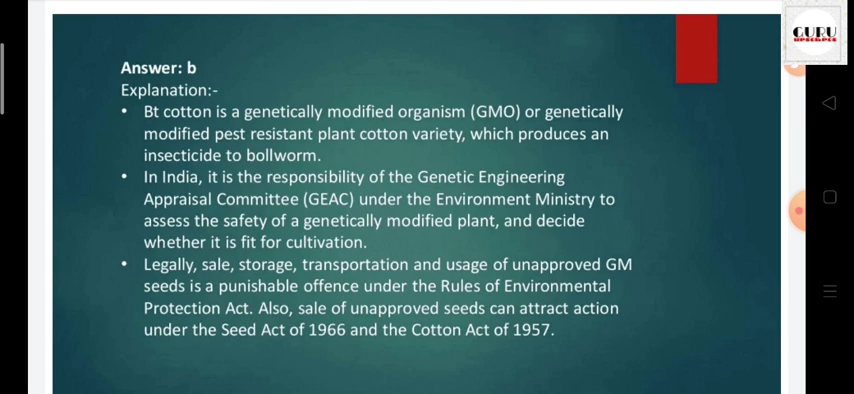 GURU
Answer: b
Explanation:-
• Bt cotton is a genetically modified organism (GMO) or genetically
modified pest resistant plant cotton variety, which produces an
insecticide to bollworm.
• In India, it is the responsibility of the Genetic Engineering
Appraisal Committee (GEAC) under the Environment Ministry to
assess the safety of a genetically modified plant, and decide
whether it is fit for cultivation.
• Legally, sale, storage, transportation and usage of unapproved GM
seeds is a punishable offence under the Rules of Environmental
Protection Act. Also, sale of unapproved seeds can attract action
under the Seed Act of 1966 and the Cotton Act of 1957.